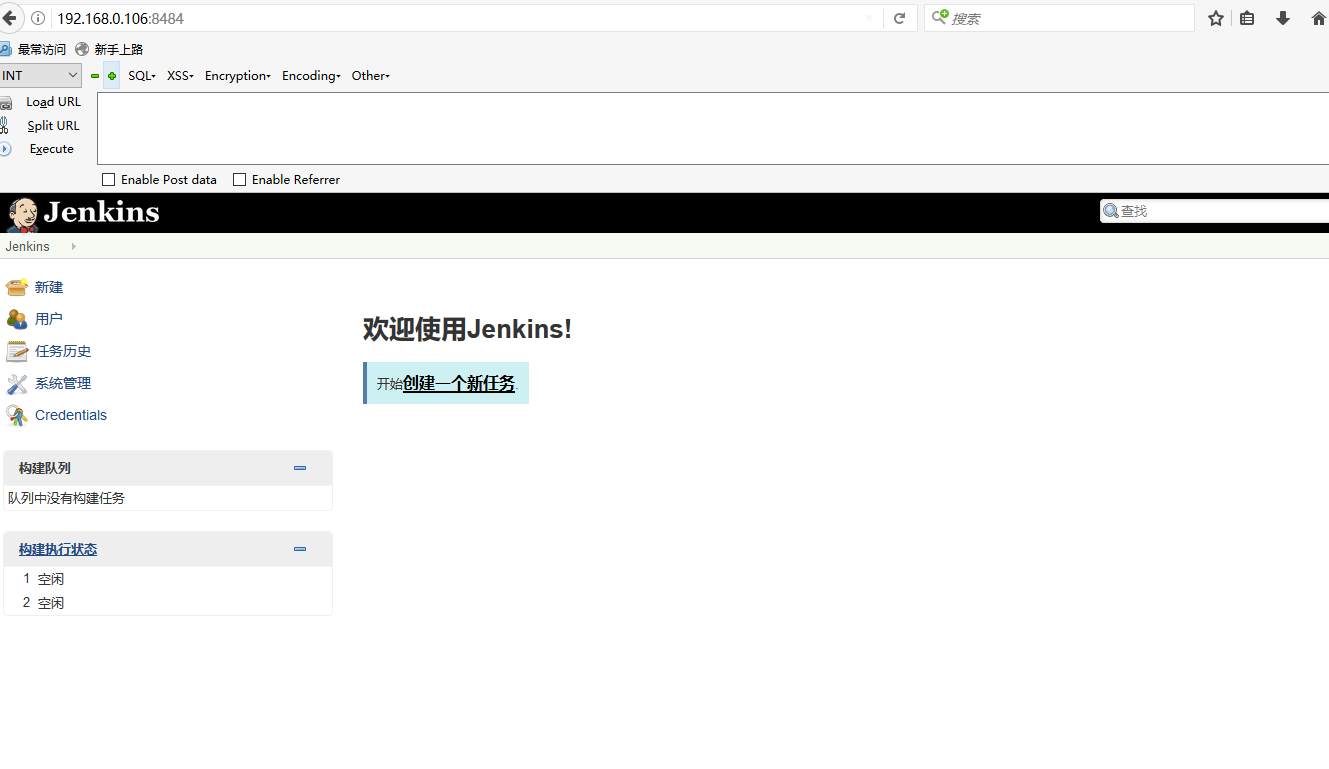 192.168.0.106:8484
搜索
最常访问 新手上路
INT SQL XSS Encryption Encoding Other
Load URL
Split URL
Execute
Enable Post data Enable Referrer
Jenkins
查找
Jenkins
新建
用户
任务历史
系统管理
Credentials
欢迎使用Jenkins!
开始创建一个新任务.
构建队列
队列中没有构建任务
构建执行状态
1 空闲
2 空闲